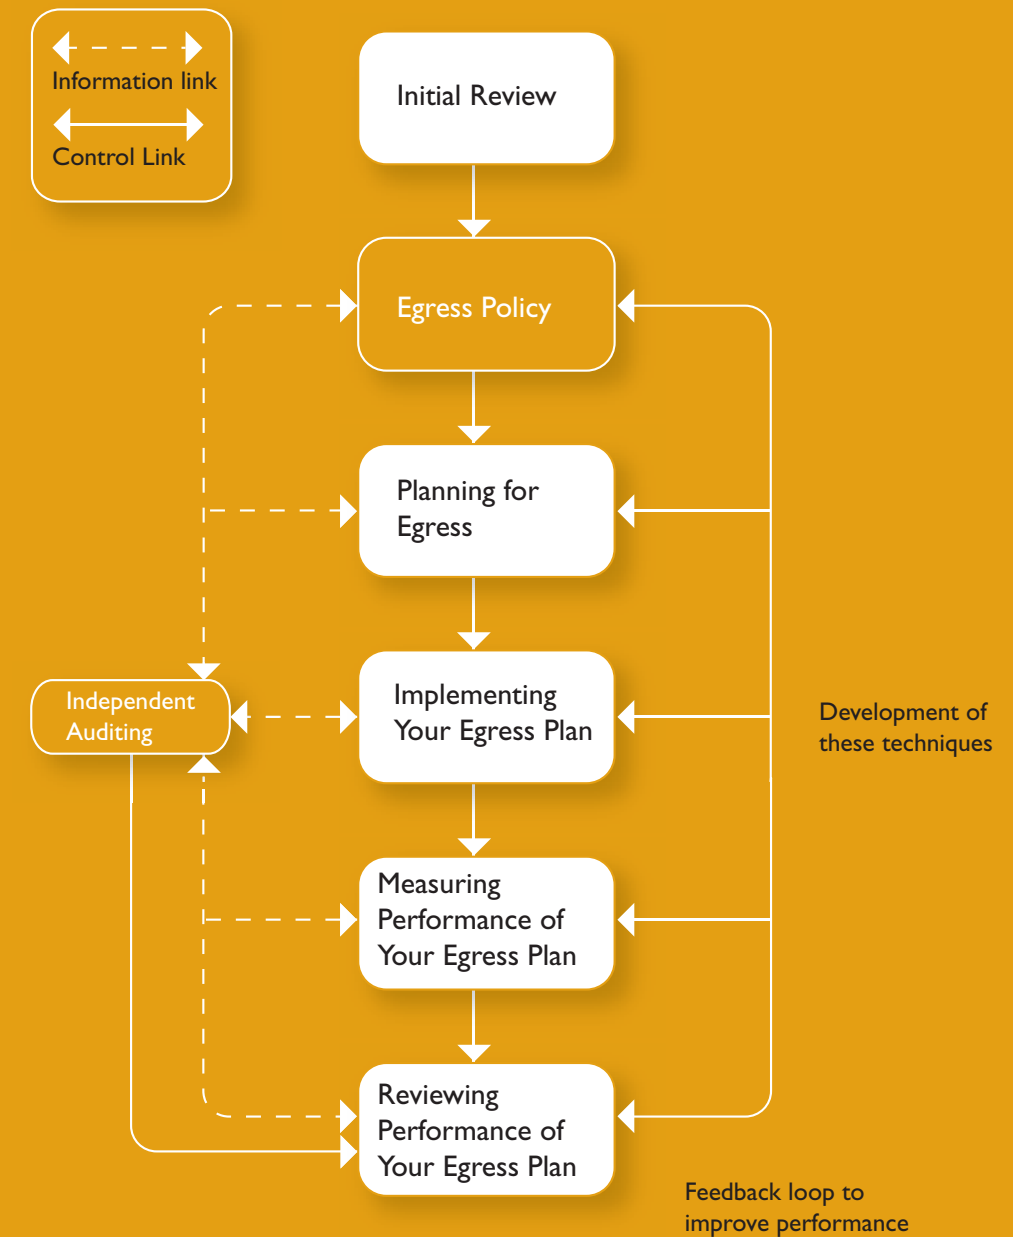 Information link
Control Link
Initial Review
Egress Policy
Planning for
Egress
Independent
Auditing
Implementing
Your Egress Plan
Development of
these techniques
Measuring
Performance of
Your Egress Plan
Reviewing
Performance of
Your Egress Plan
Feedback loop to
improve performance